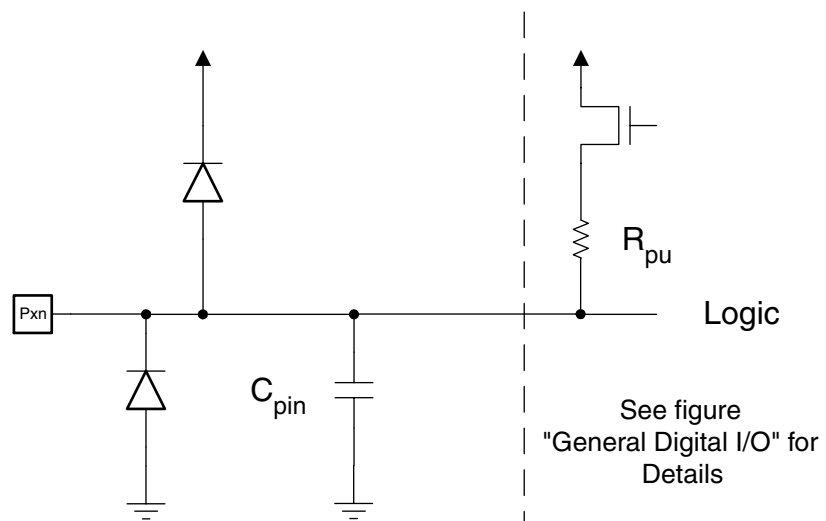 R_pu
Pxn
Logic
C_pin
See figure
"General Digital I/O" for
Details